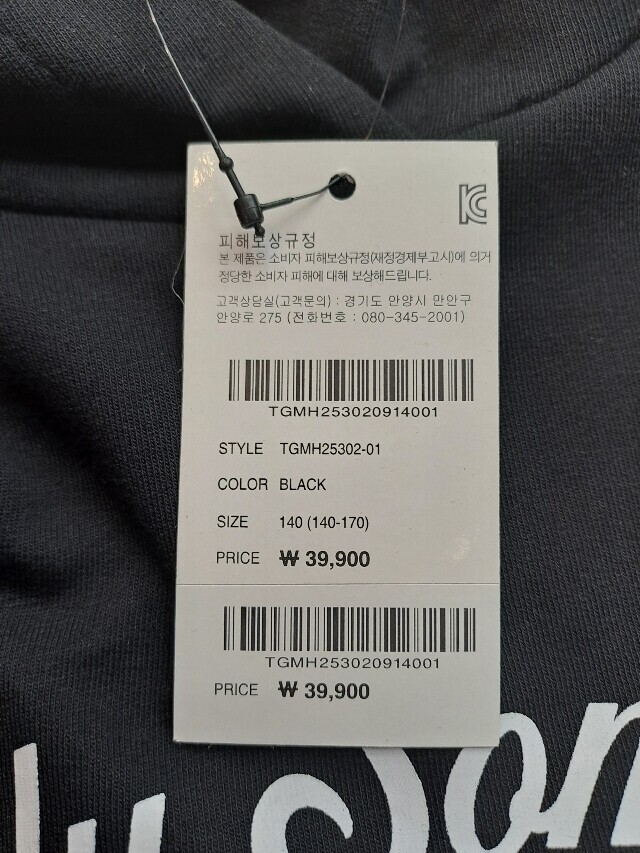 피해보상규정
본 제품은 소비자 피해보상규정(재정경제부고시)에 의거
정당한 소비자 피해에 대해 보상해드립니다.
고객상담실(고객문의) : 경기도 안양시 만안구
안양로 275 (전화번호 : 080-345-2001)
TGMH253020914001
STYLE TGMH25302-01
COLOR BLACK
SIZE 140 (140-170)
PRICE ₩ 39,900
TGMH253020914001
PRICE ₩ 39,900